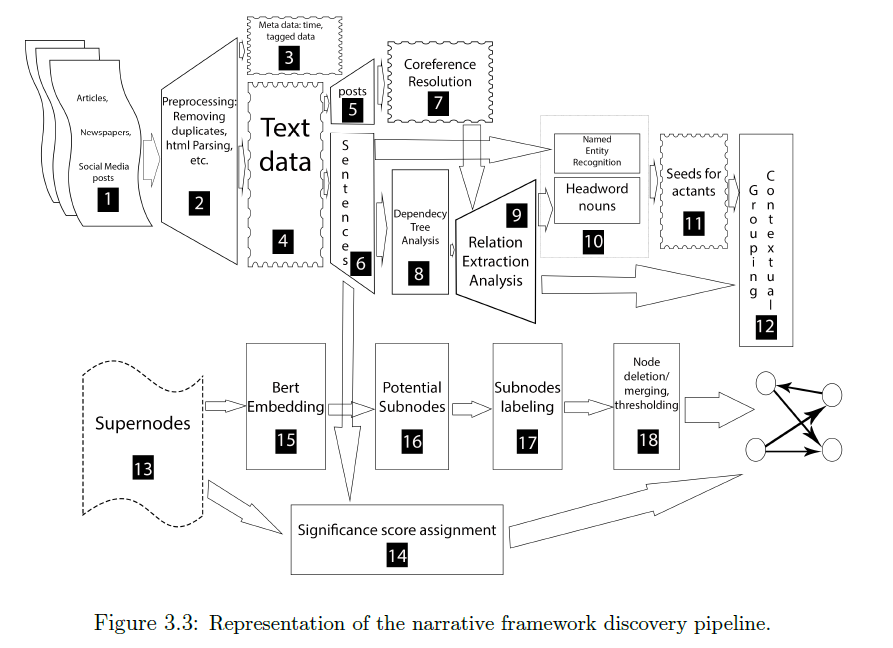 Articles,
Newspapers,
Social Media
posts
1
Preprocessing:
Removing
duplicates,
html Parsing,
etc.
2
Meta data: time,
tagged data
3
Text
data
4
posts
5
Sentences
6
Coreference
Resolution
7
Dependecy
Tree
Analysis
8
9
Relation
Extraction
Analysis
Named
Entity
Recognition
Headword
nouns
10
Seeds for
actants
11
Grouping
Contextual
12
Supernodes
13
Bert
Embedding
15
Potential
Subnodes
16
Subnodes
labeling
17
Node
deletion/
merging,
thresholding
18
Significance score assignment
14
Figure 3.3: Representation of the narrative framework discovery pipeline.